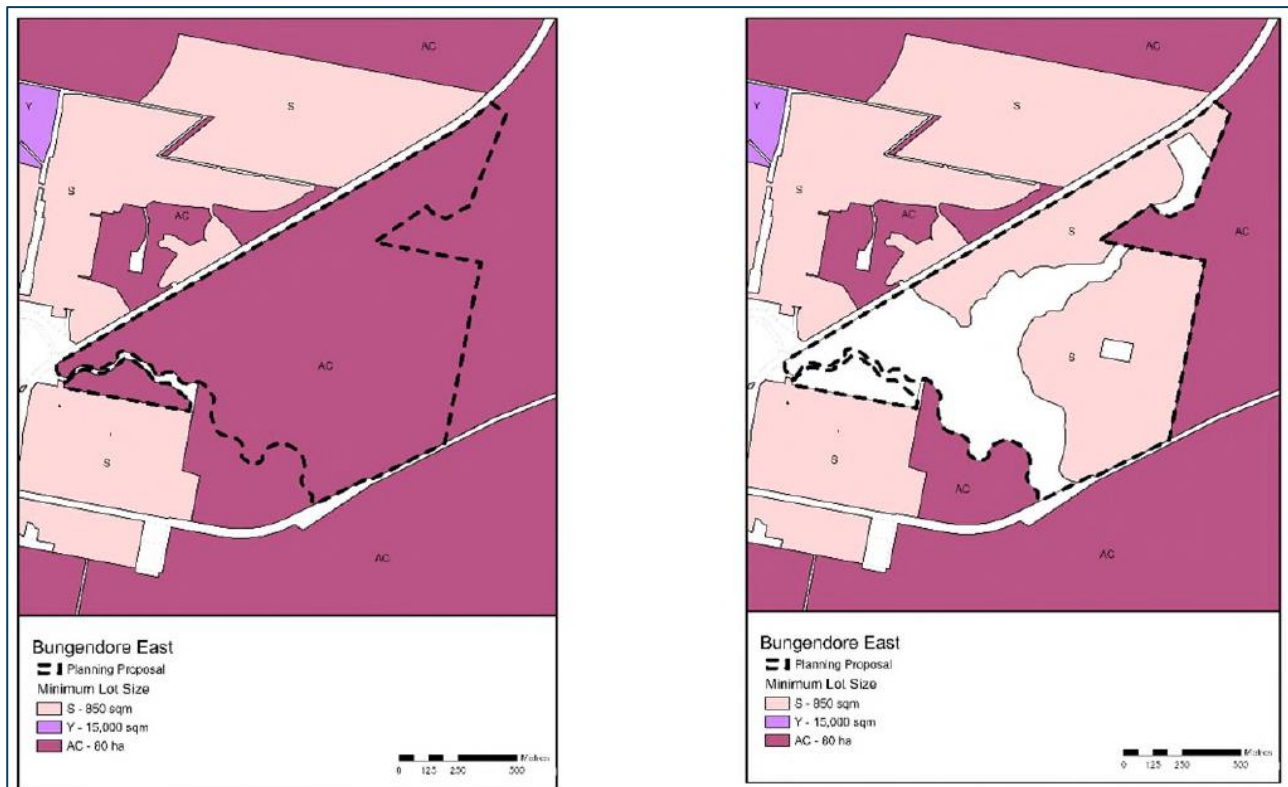 AC
S
Y
S
AC
AC
S
AC
Bungendore East
Planning Proposal
Minimum Lot Size
S - 850 sqm
Y - 15,000 sqm
AC - 80 ha
Metres
0 125 250 500
AC
S
Y
S
AC
S
AC
S
S
AC
AC
Bungendore East
Planning Proposal
Minimum Lot Size
S - 850 sqm
Y - 15,000 sqm
AC - 80 ha
Metres
0 125 250 500